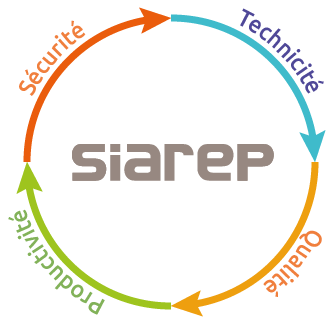 Sécurité
Technicité
siarep
Productivité
Qualité